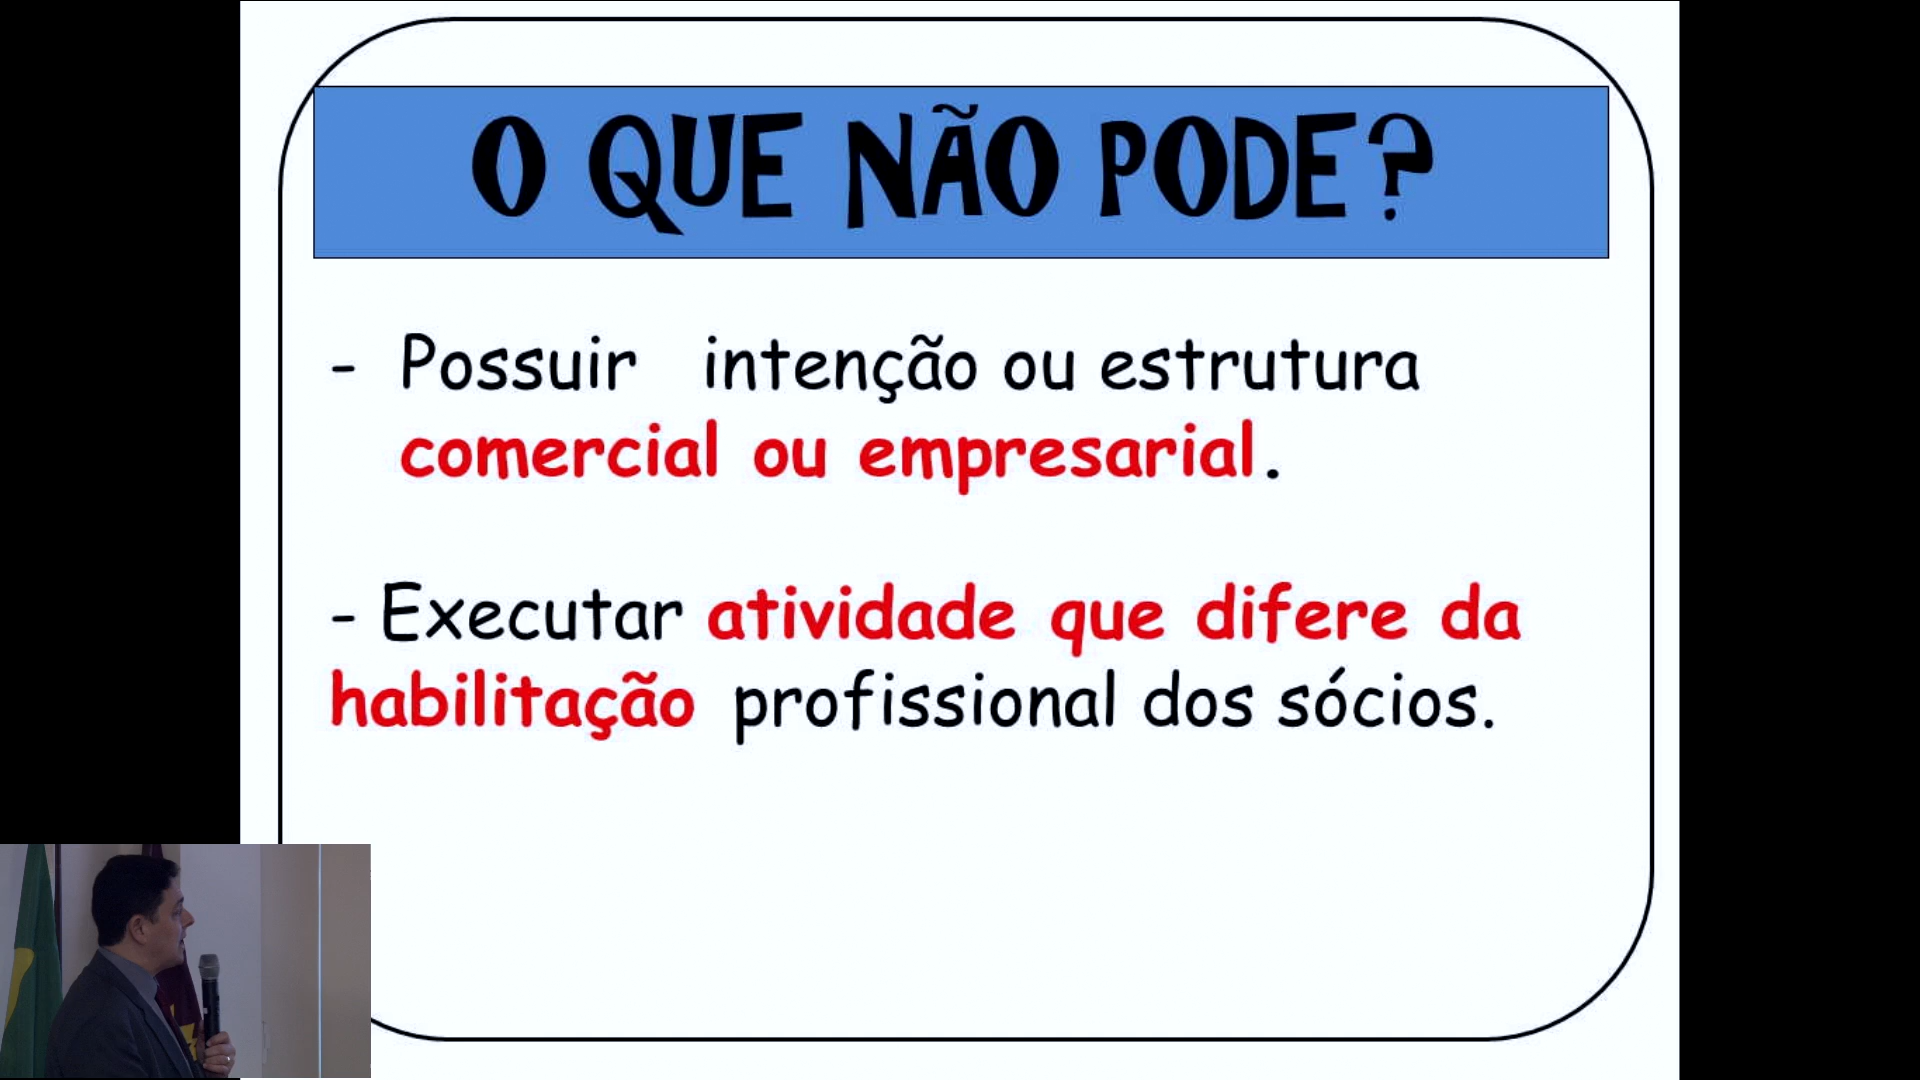 O QUE NÃO PODE?
- Possuir intenção ou estrutura
comercial ou empresarial.
- Executar atividade que difere da
habilitação profissional dos sócios.